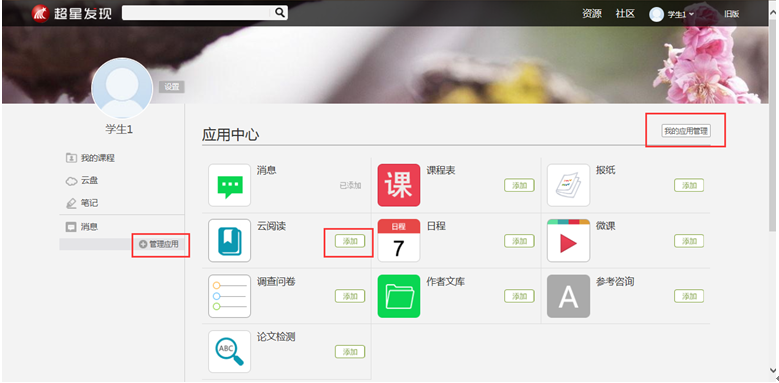 超星发现
资源 社区 学生1 旧版
设置
学生1
我的课程
云盘
笔记
消息
管理应用
应用中心
我的应用管理
消息
已添加
课
课程表
添加
报纸
添加
云阅读
添加
日程
7
日程
添加
微课
添加
调查问卷
添加
作者文库
添加
A
参考咨询
添加
ABC
论文检测
添加